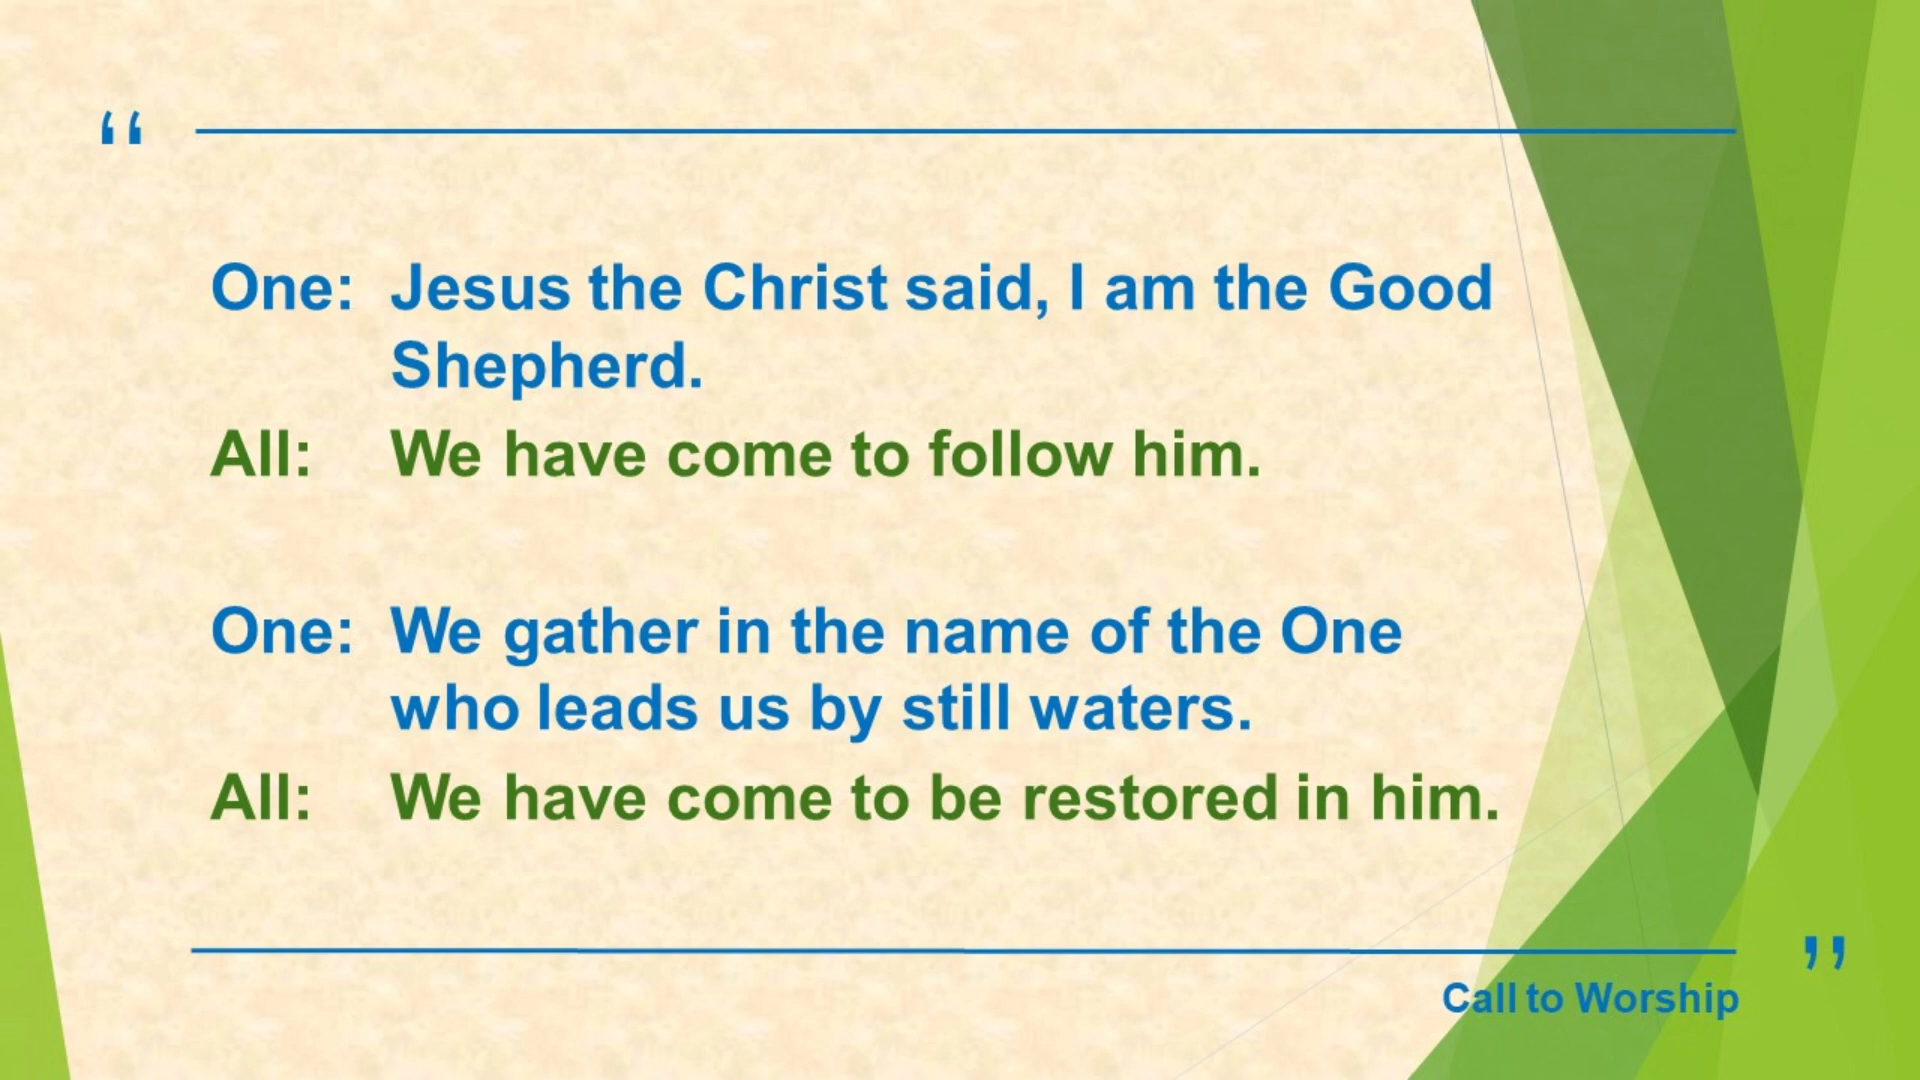 “
One: Jesus the Christ said, I am the Good
Shepherd.
All: We have come to follow him.
One: We gather in the name of the One
who leads us by still waters.
All: We have come to be restored in him.
”
Call to Worship